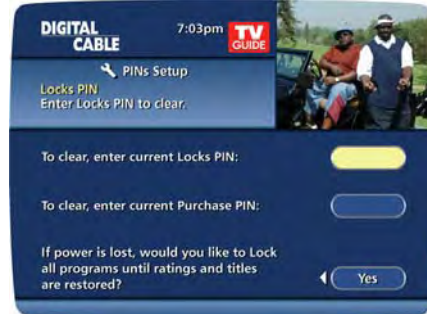 DIGITAL
CABLE
7:03pm
TV
GUIDE
PINs Setup
Locks PIN
Enter Locks PIN to clear.
To clear, enter current Locks PIN:
To clear, enter current Purchase PIN:
If power is lost, would you like to Lock
all programs until ratings and titles
are restored?
Yes